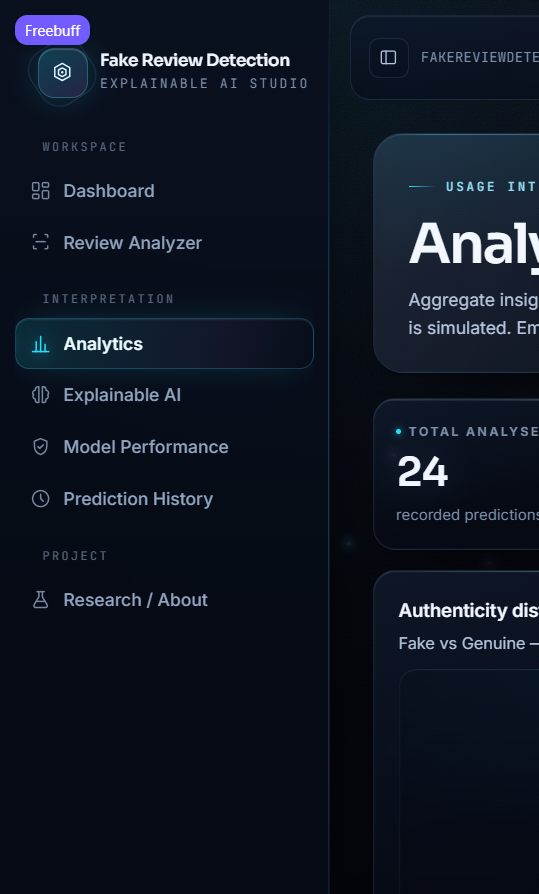 Freebuff
Fake Review Detection
EXPLAINABLE AI STUDIO
WORKSPACE
Dashboard
Review Analyzer
INTERPRETATION
Analytics
Explainable AI
Model Performance
Prediction History
PROJECT
Research / About
FAKEREVIEWDETE
USAGE INT
Analy
Aggregate insig
is simulated. Em
TOTAL ANALYSE
24
recorded predictions
Authenticity dis
Fake vs Genuine —